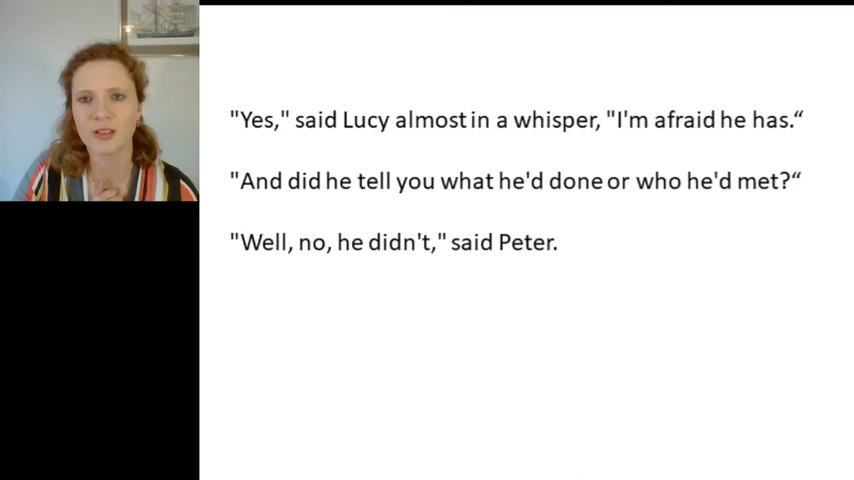 "Yes," said Lucy almost in a whisper, "I'm afraid he has.“
"And did he tell you what he'd done or who he'd met?“
"Well, no, he didn't," said Peter.